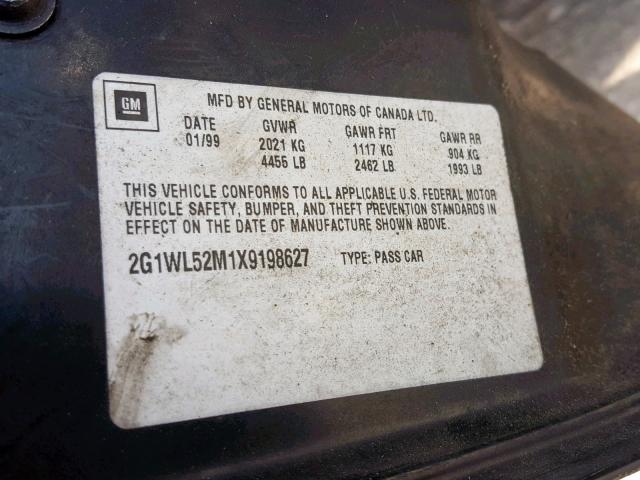 GM
MFD BY GENERAL MOTORS OF CANADA LTD.
DATE GVWR GAWR FRT GAWR RR
01/99 2021 KG 1117 KG 904 KG
4456 LB 2462 LB 1993 LB
THIS VEHICLE CONFORMS TO ALL APPLICABLE U.S. FEDERAL MOTOR
VEHICLE SAFETY, BUMPER, AND THEFT PREVENTION STANDARDS IN
EFFECT ON THE DATE OF MANUFACTURE SHOWN ABOVE.
2G1WL52M1X9198627 TYPE: PASS CAR